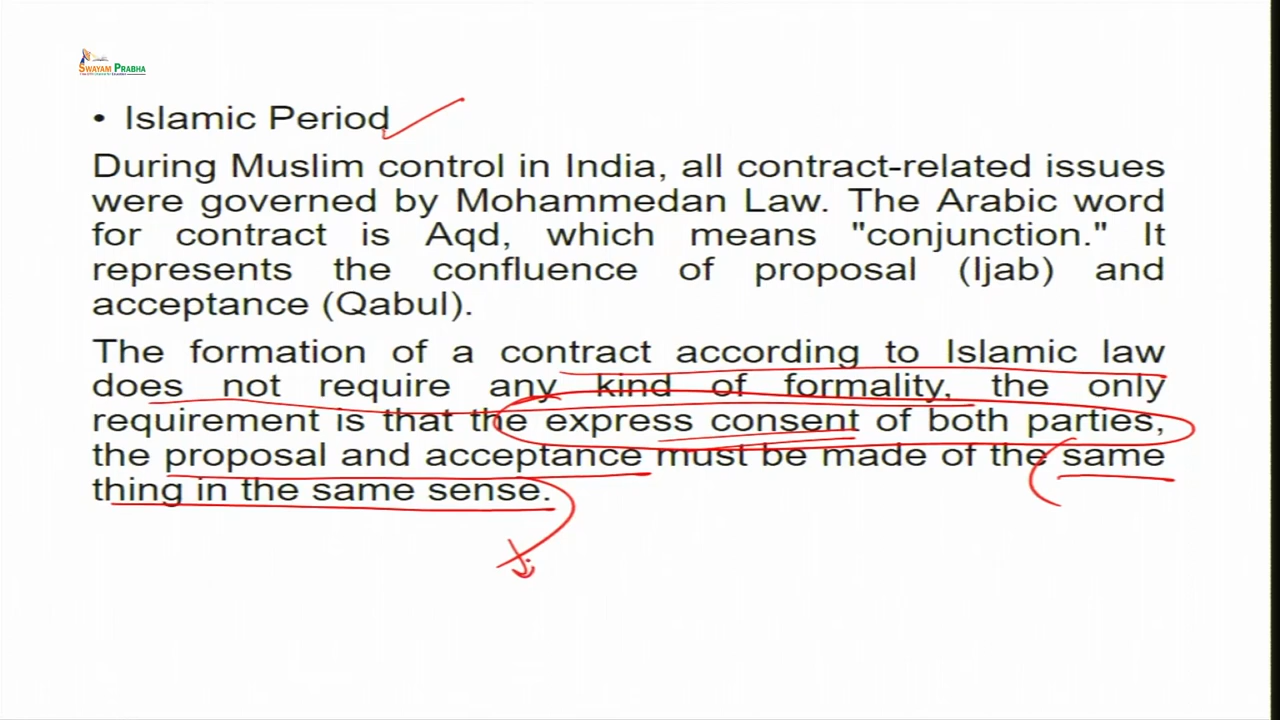 SWAYAM PRABHA
• Islamic Period
During Muslim control in India, all contract-related issues
were governed by Mohammedan Law. The Arabic word
for contract is Aqd, which means "conjunction." It
represents the confluence of proposal (Ijab) and
acceptance (Qabul).
The formation of a contract according to Islamic law
does not require any kind of formality, the only
requirement is that the express consent of both parties,
the proposal and acceptance must be made of the same
thing in the same sense.